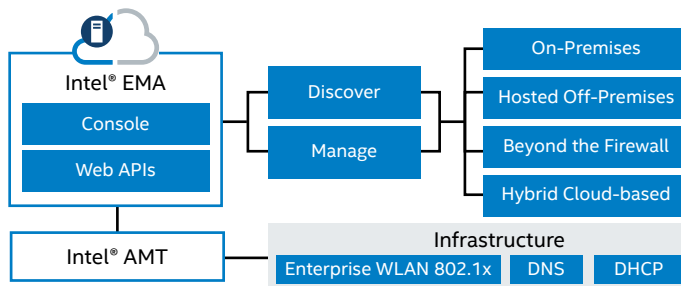 Intel® EMA
Console
Web APIs
Discover
Manage
On-Premises
Hosted Off-Premises
Beyond the Firewall
Hybrid Cloud-based
Intel® AMT
Infrastructure
Enterprise WLAN 802.1x
DNS
DHCP